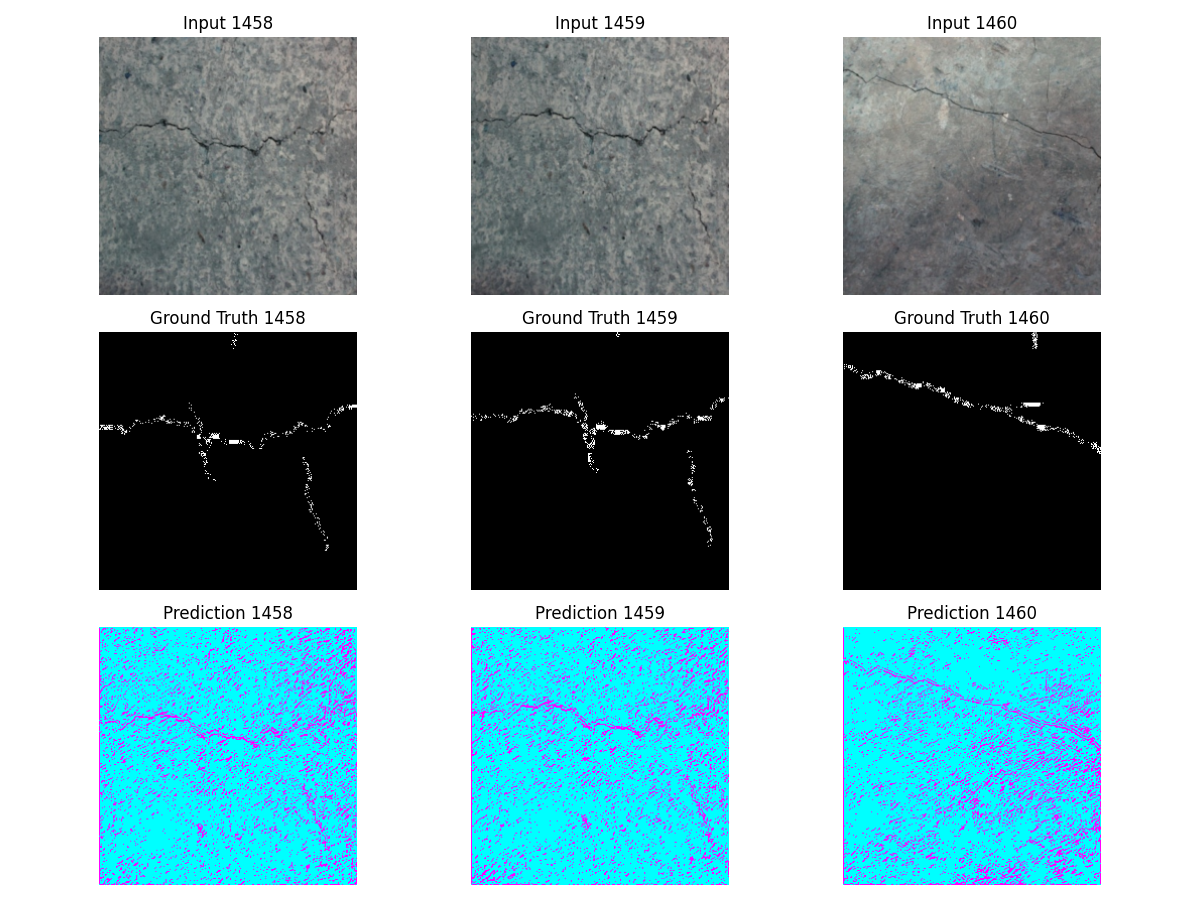 Input 1458
Input 1459
Input 1460
Ground Truth 1458
Ground Truth 1459
Ground Truth 1460
Prediction 1458
Prediction 1459
Prediction 1460